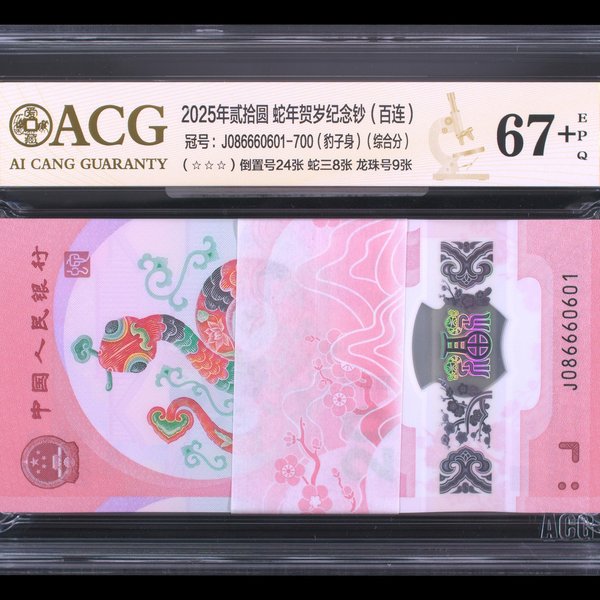 ACG
AI CANG GUARANTY
2025年贰拾圆 蛇年贺岁纪念钞（百连）
冠号：J086660601-700（豹子身）（综合分）
（☆☆☆）倒置号24张 蛇三8张 龙珠号9张
67+
EPQ
中国人民银行
J086660601
ACG